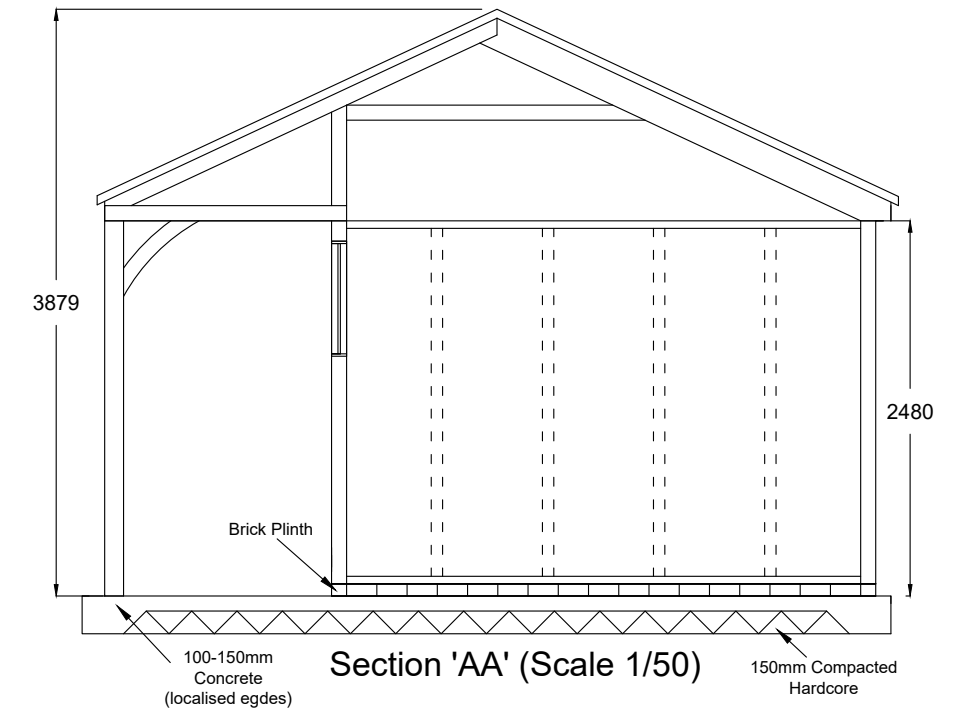 3879
2480
Brick Plinth
100-150mm
Concrete
(localised egdes)
Section 'AA' (Scale 1/50)
150mm Compacted
Hardcore